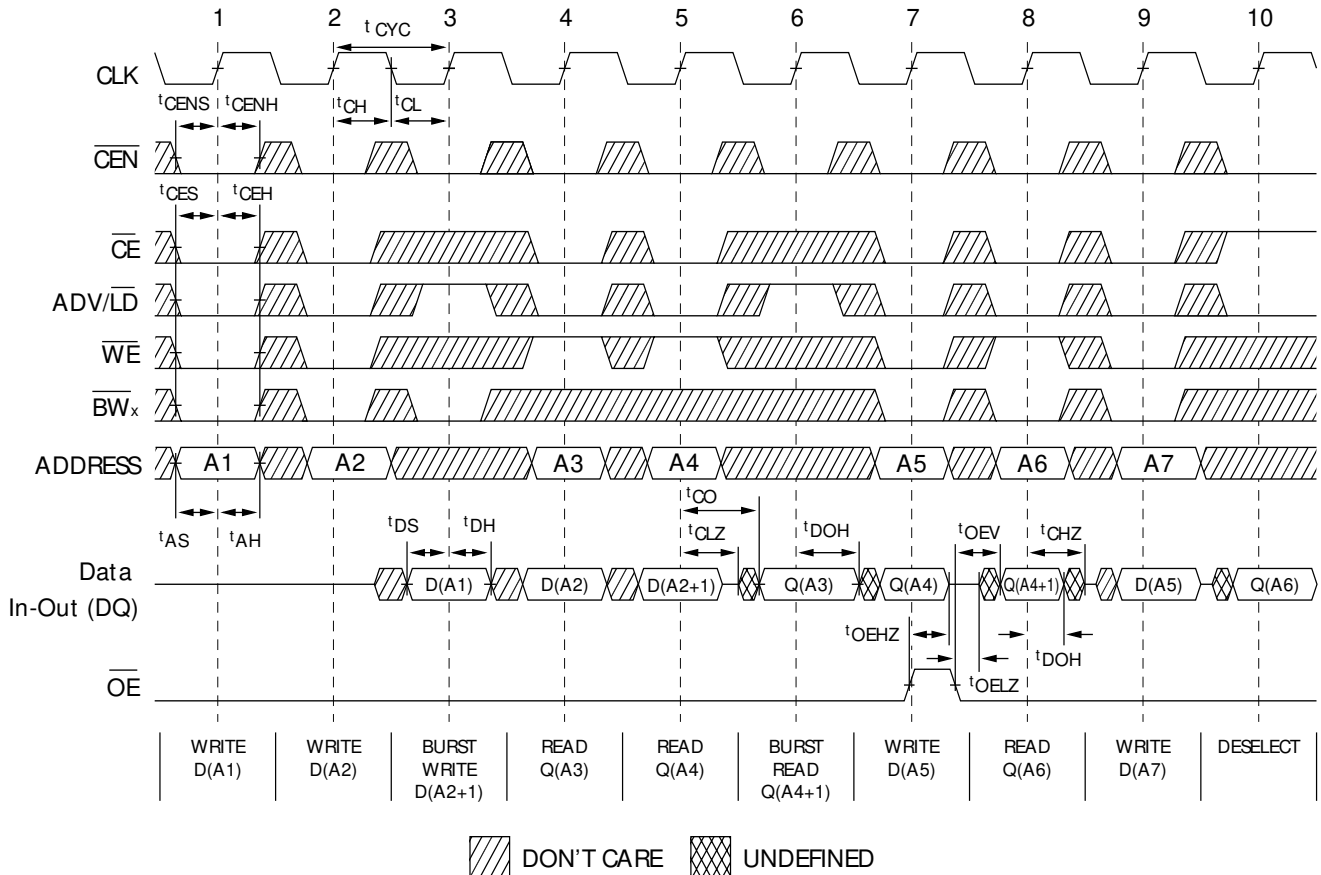 1 2 3 4 5 6 7 8 9 10
tCYC
CLK
tCENS tCENH tCH tCL
CEN
tCES tCEH
CE
ADV/LD
WE
BWx
ADDRESS A1 A2 A3 A4 A5 A6 A7
tAS tAH tDS tDH tCO tCLZ tDOH tOEV tCHZ
Data
In-Out (DQ)
D(A1) D(A2) D(A2+1) Q(A3) Q(A4) Q(A4+1) D(A5) Q(A6)
tOEHZ tDOH
tOELZ
OE
WRITE
D(A1)
WRITE
D(A2)
BURST
WRITE
D(A2+1)
READ
Q(A3)
READ
Q(A4)
BURST
READ
Q(A4+1)
WRITE
D(A5)
READ
Q(A6)
WRITE
D(A7)
DESELECT
DON'T CARE UNDEFINED